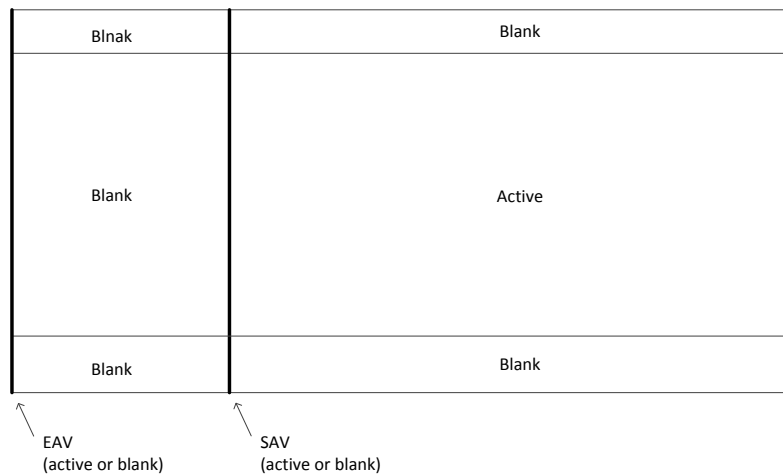 Blnak
Blank
Blank
Active
Blank
Blank
EAV
(active or blank)
SAV
(active or blank)